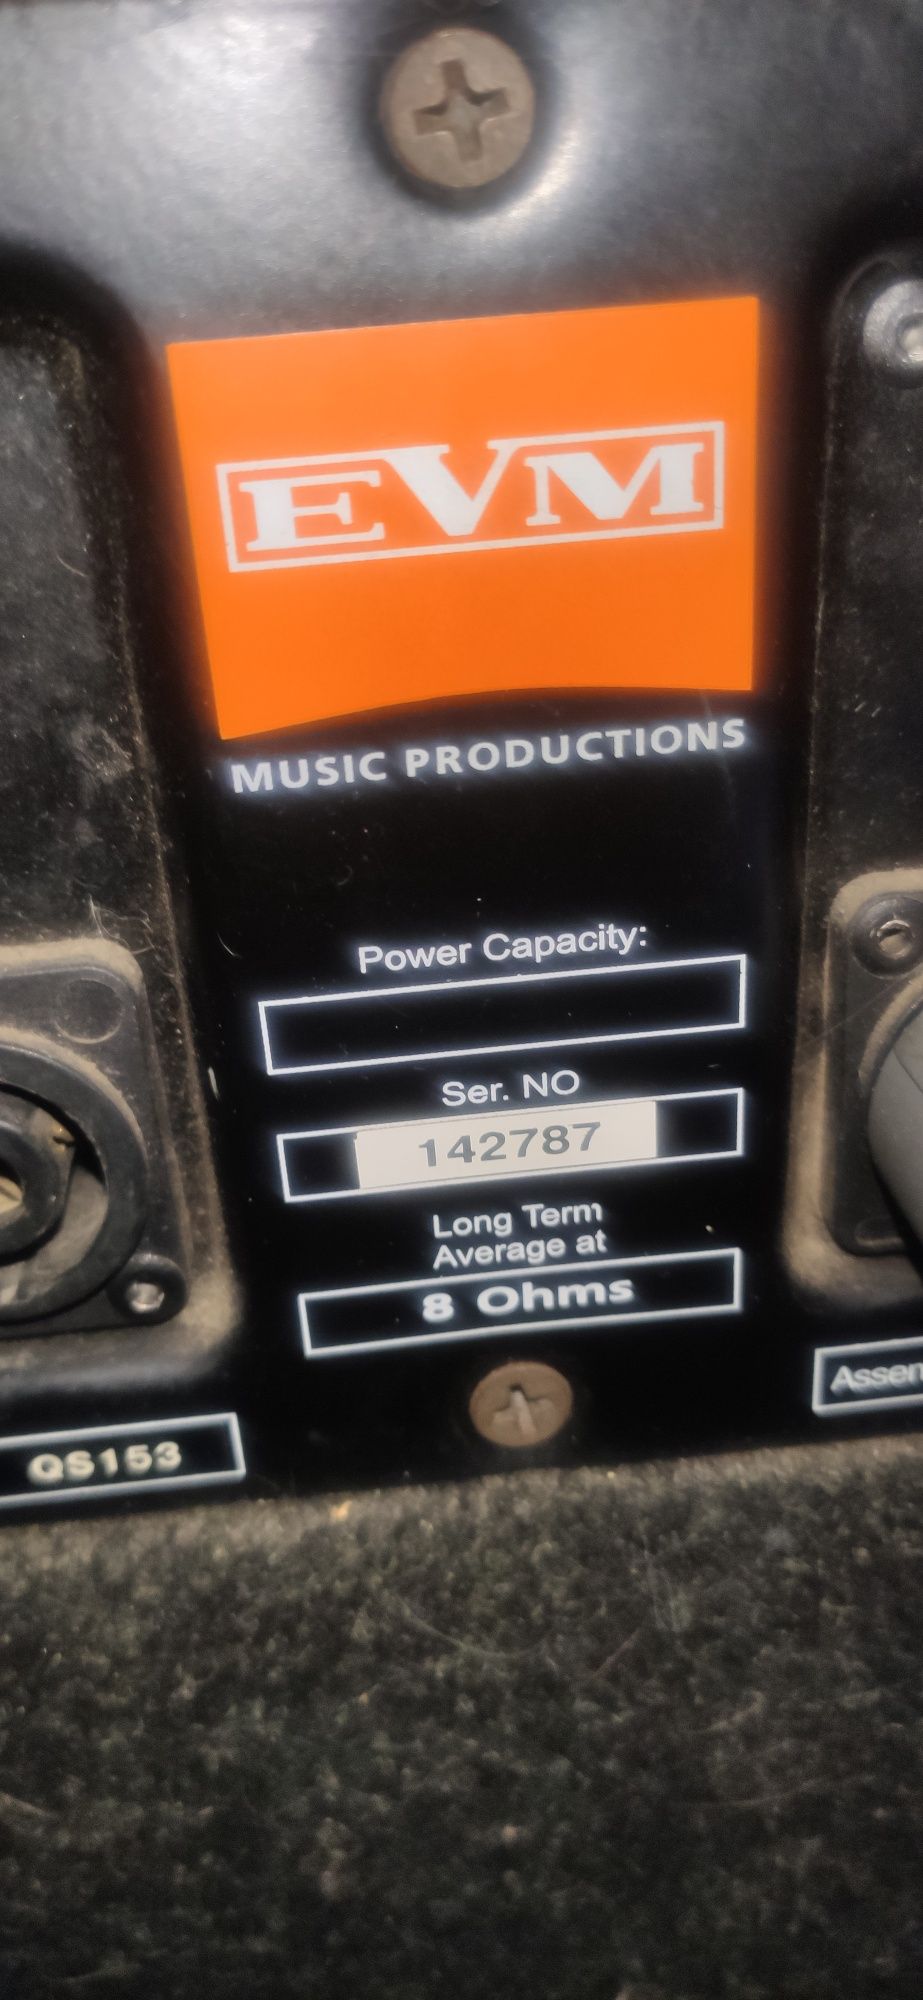 EVM
MUSIC PRODUCTIONS
Power Capacity:
Ser. NO
142787
Long Term
Average at
8 Ohms
QS153